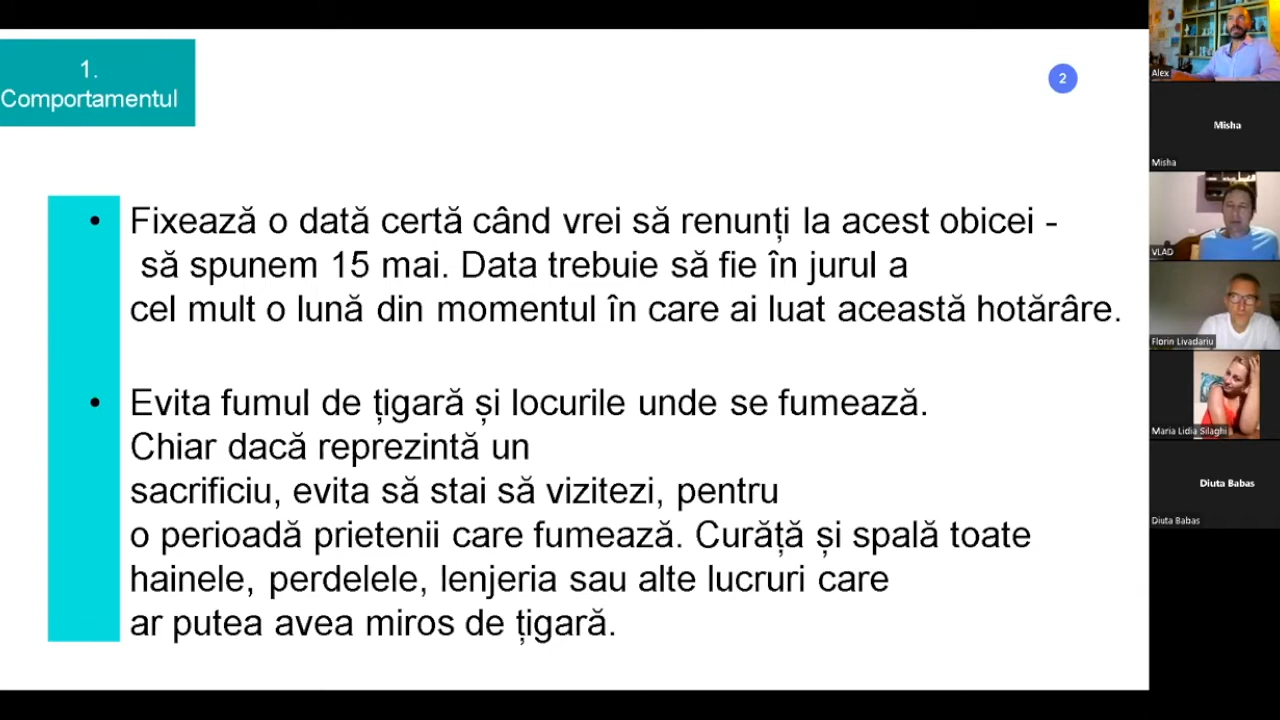 1.
Comportamentul
2
• Fixează o dată certă când vrei să renunți la acest obicei -
să spunem 15 mai. Data trebuie să fie în jurul a
cel mult o lună din momentul în care ai luat această hotărâre.
• Evita fumul de țigară și locurile unde se fumează.
Chiar dacă reprezintă un
sacrificiu, evita să stai să vizitezi, pentru
o perioadă prietenii care fumează. Curăță și spală toate
hainele, perdelele, lenjeria sau alte lucruri care
ar putea avea miros de țigară.
Alex
Misha
Misha
VLAD
Florin Livadariu
Maria Lidia Silaghi
Diuta Babas
Diuta Babas